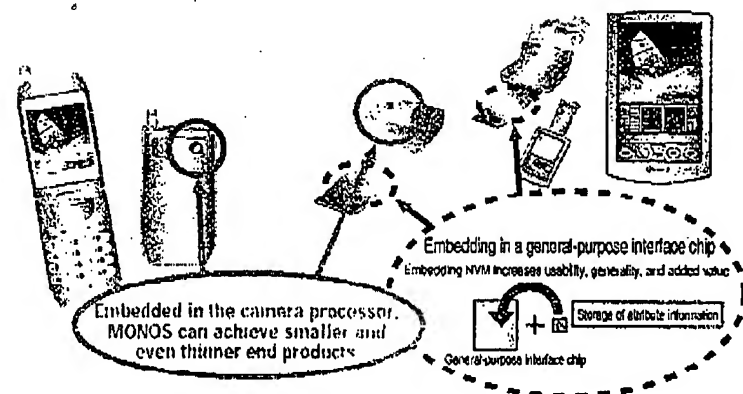 Embedding in a general-purpose interface chip
Embedding NVM increases usability, generality, and added value
Embedded in the camera processor,
MONOS can achieve smaller and
even thinner end products
+
Storage of attribute information
General-purpose interface chip